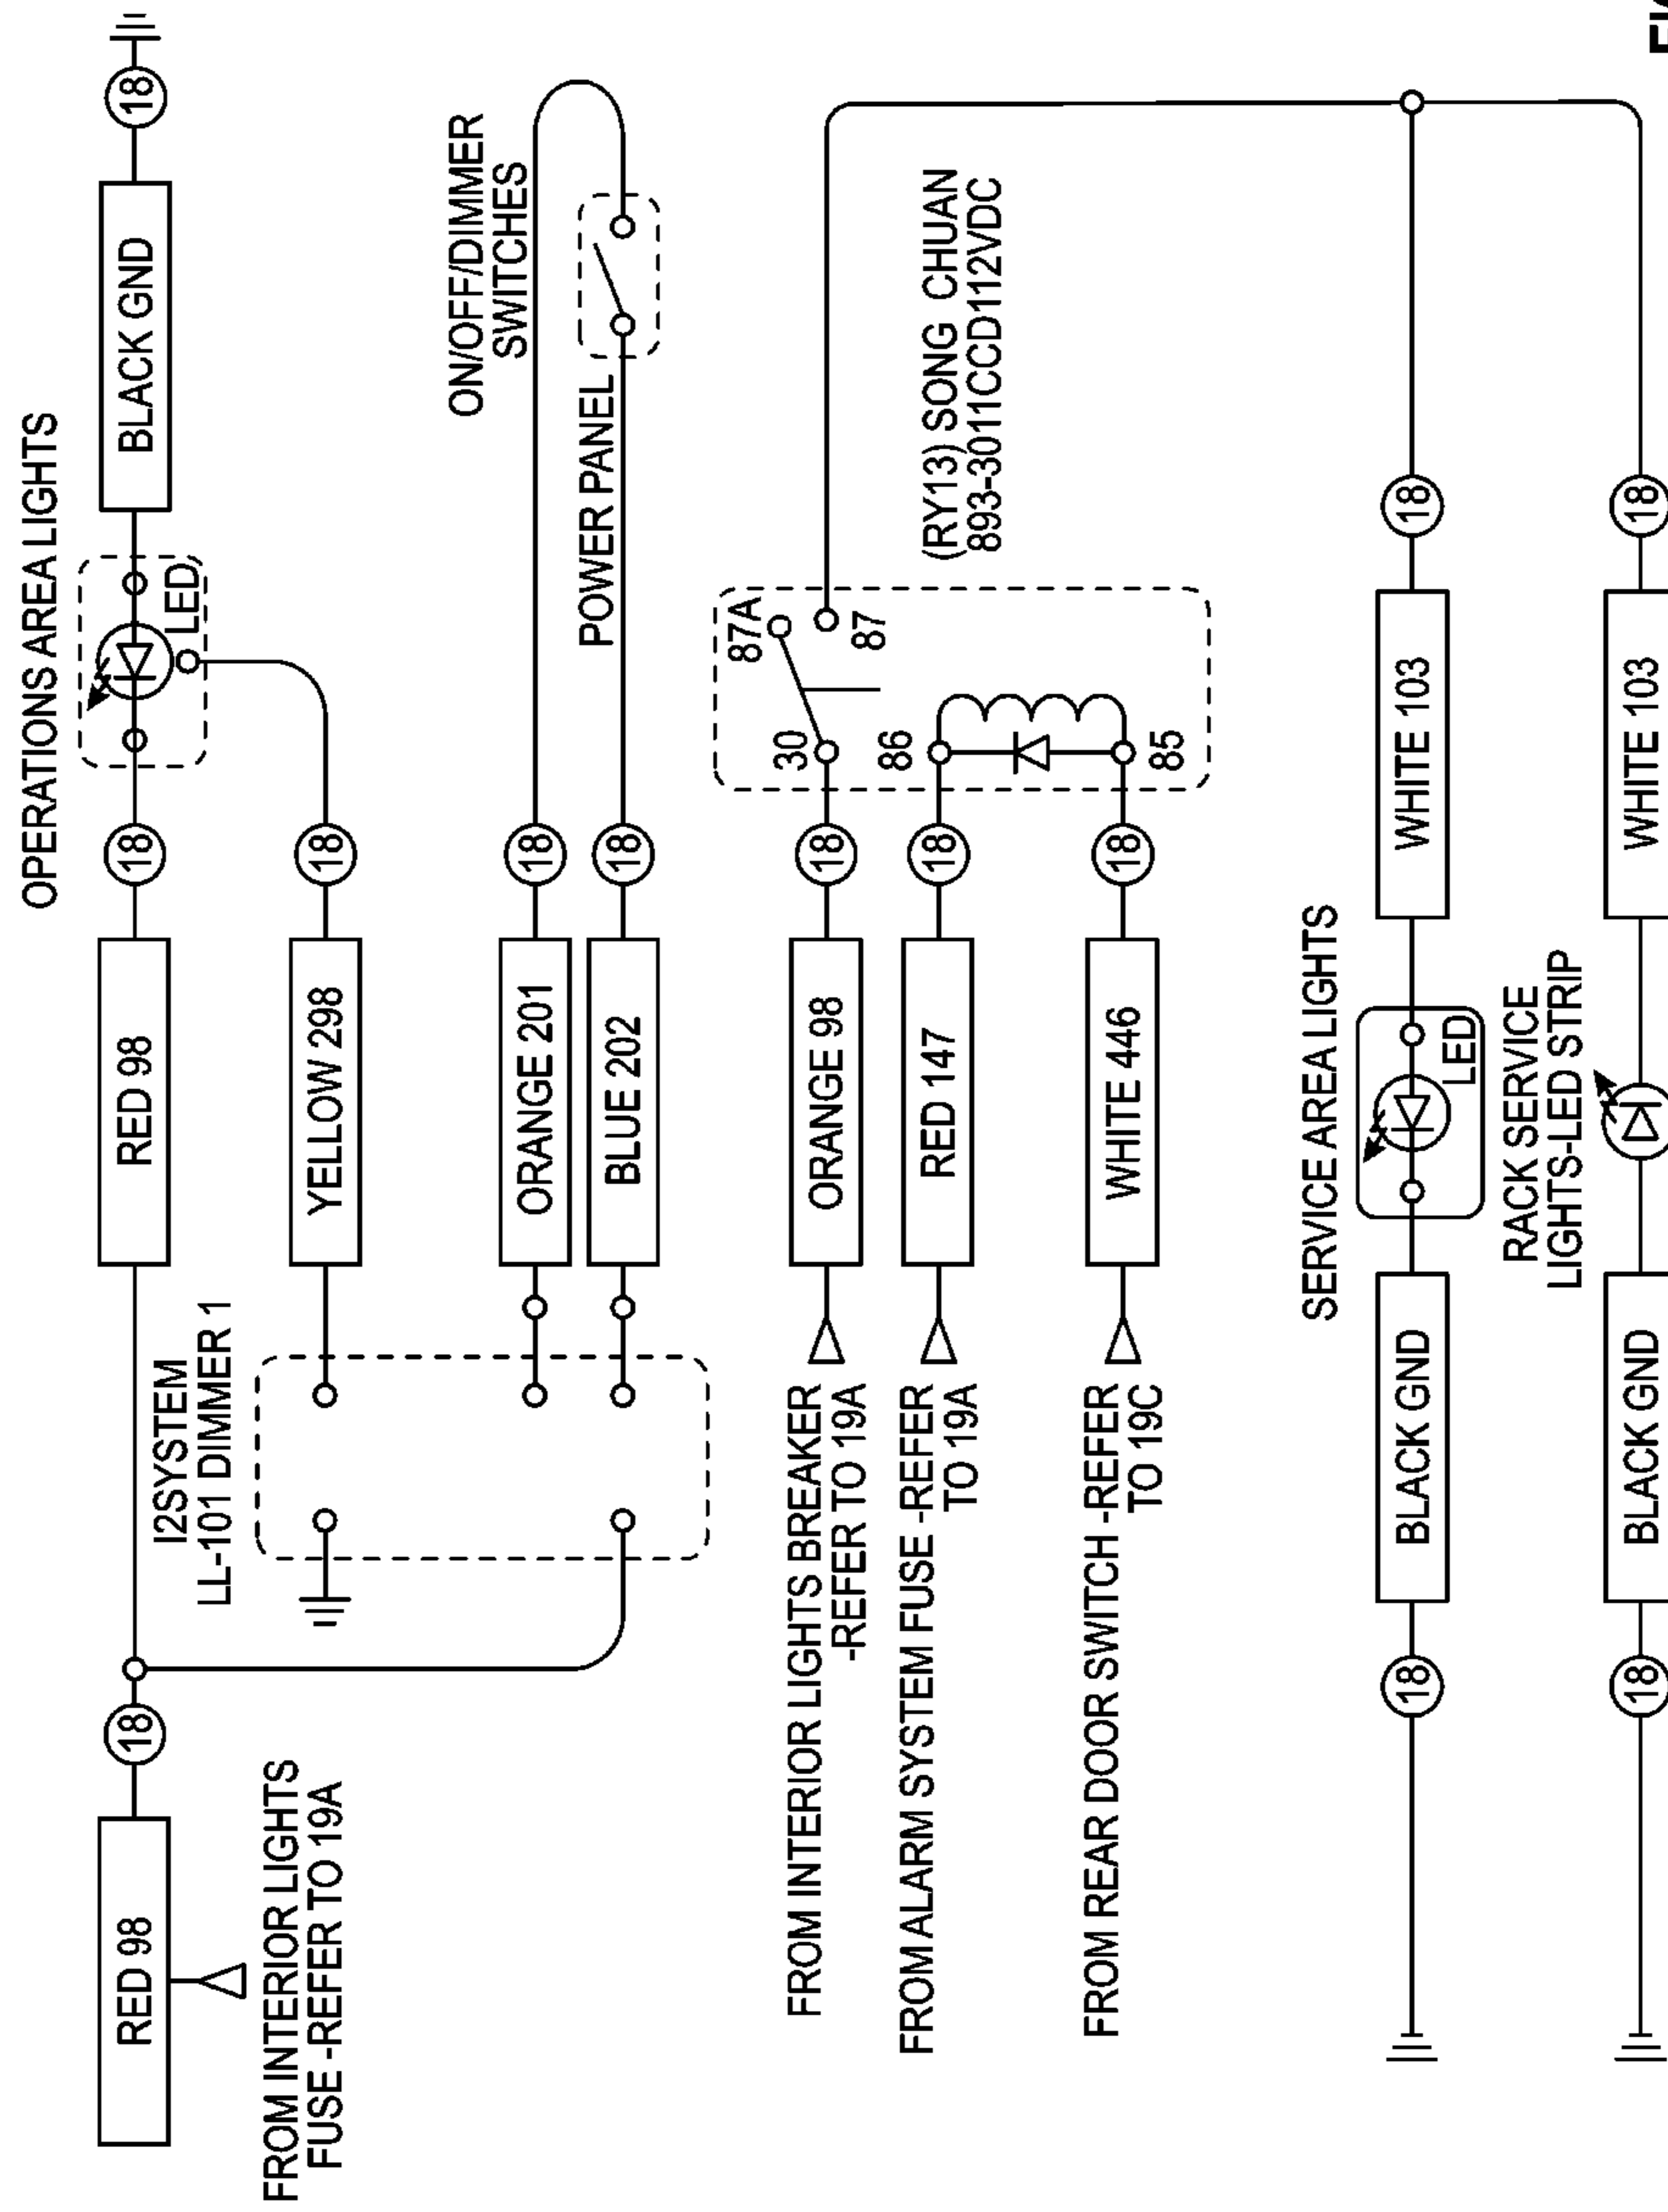 OPERATIONS AREA LIGHTS
RED 98
18
RED 98
18
LED
BLACK GND
18
FROM INTERIOR LIGHTS
FUSE -REFER TO 19A
I2SYSTEM
LL-101 DIMMER 1
YELLOW 298
18
ON/OFF/DIMMER
SWITCHES
ORANGE 201
18
POWER PANEL
BLUE 202
18
FROM INTERIOR LIGHTS BREAKER
-REFER TO 19A
ORANGE 98
18
30
87A
87
FROM ALARM SYSTEM FUSE -REFER
TO 19A
RED 147
18
86
(RY13) SONG CHUAN
893-3011CCD112VDC
FROM REAR DOOR SWITCH -REFER
TO 19C
WHITE 446
18
85
SERVICE AREA LIGHTS
18
BLACK GND
LED
WHITE 103
18
RACK SERVICE
LIGHTS-LED STRIP
18
BLACK GND
WHITE 103
18